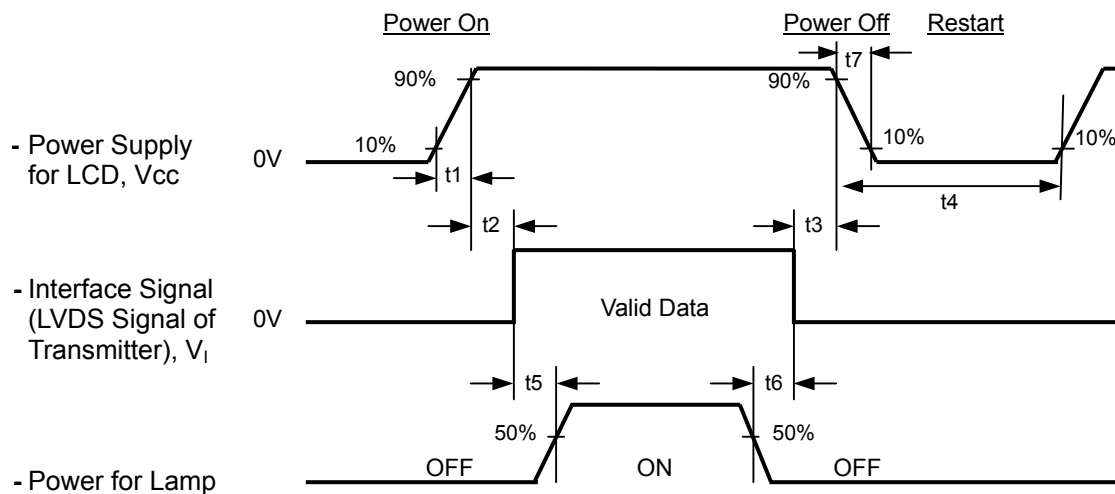 Power On
Power Off
Restart
t7
90%
90%
- Power Supply
for LCD, Vcc
0V
10%
10%
10%
t1
t4
t2
t3
- Interface Signal
(LVDS Signal of
Transmitter), VI
0V
Valid Data
t5
t6
50%
50%
- Power for Lamp
OFF
ON
OFF